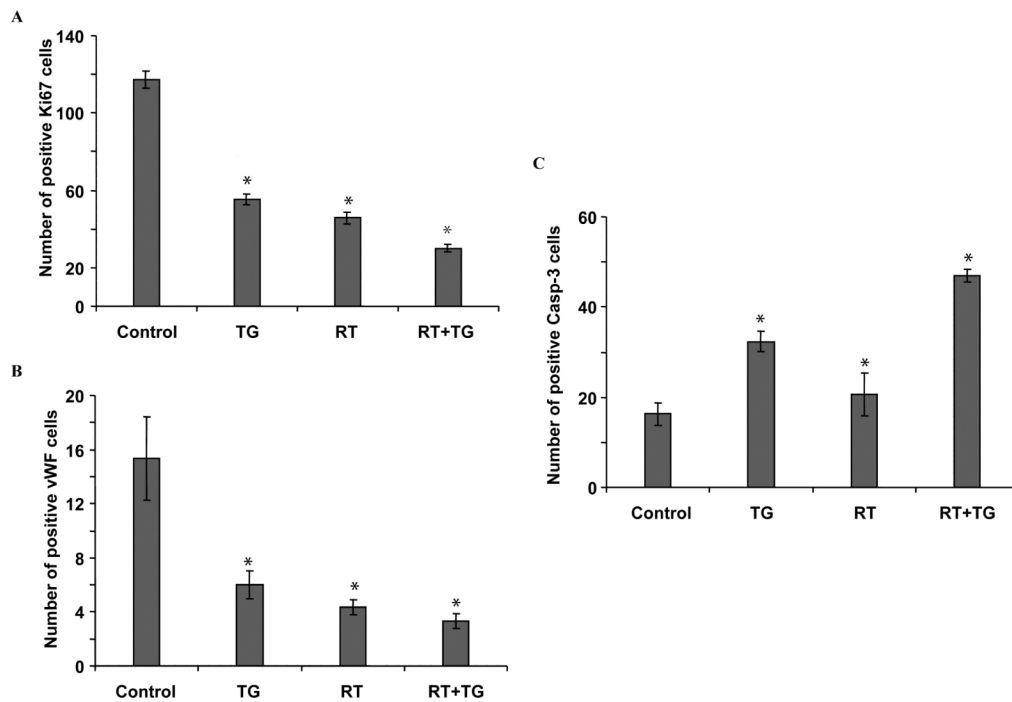 A
Number of positive Ki67 cells
140
100
60
20
0
*
*
*
Control TG RT RT+TG
B
Number of positive vWF cells
20
16
12
8
4
0
*
*
*
Control TG RT RT+TG
C
Number of positive Casp-3 cells
60
40
20
0
*
*
*
Control TG RT RT+TG